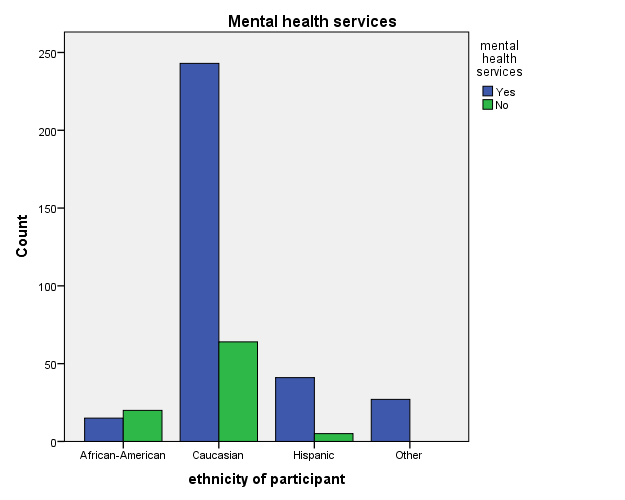 Mental health services
mental
health
services
Yes
No
250
200
150
100
50
0
Count
African-American
Caucasian
Hispanic
Other
ethnicity of participant